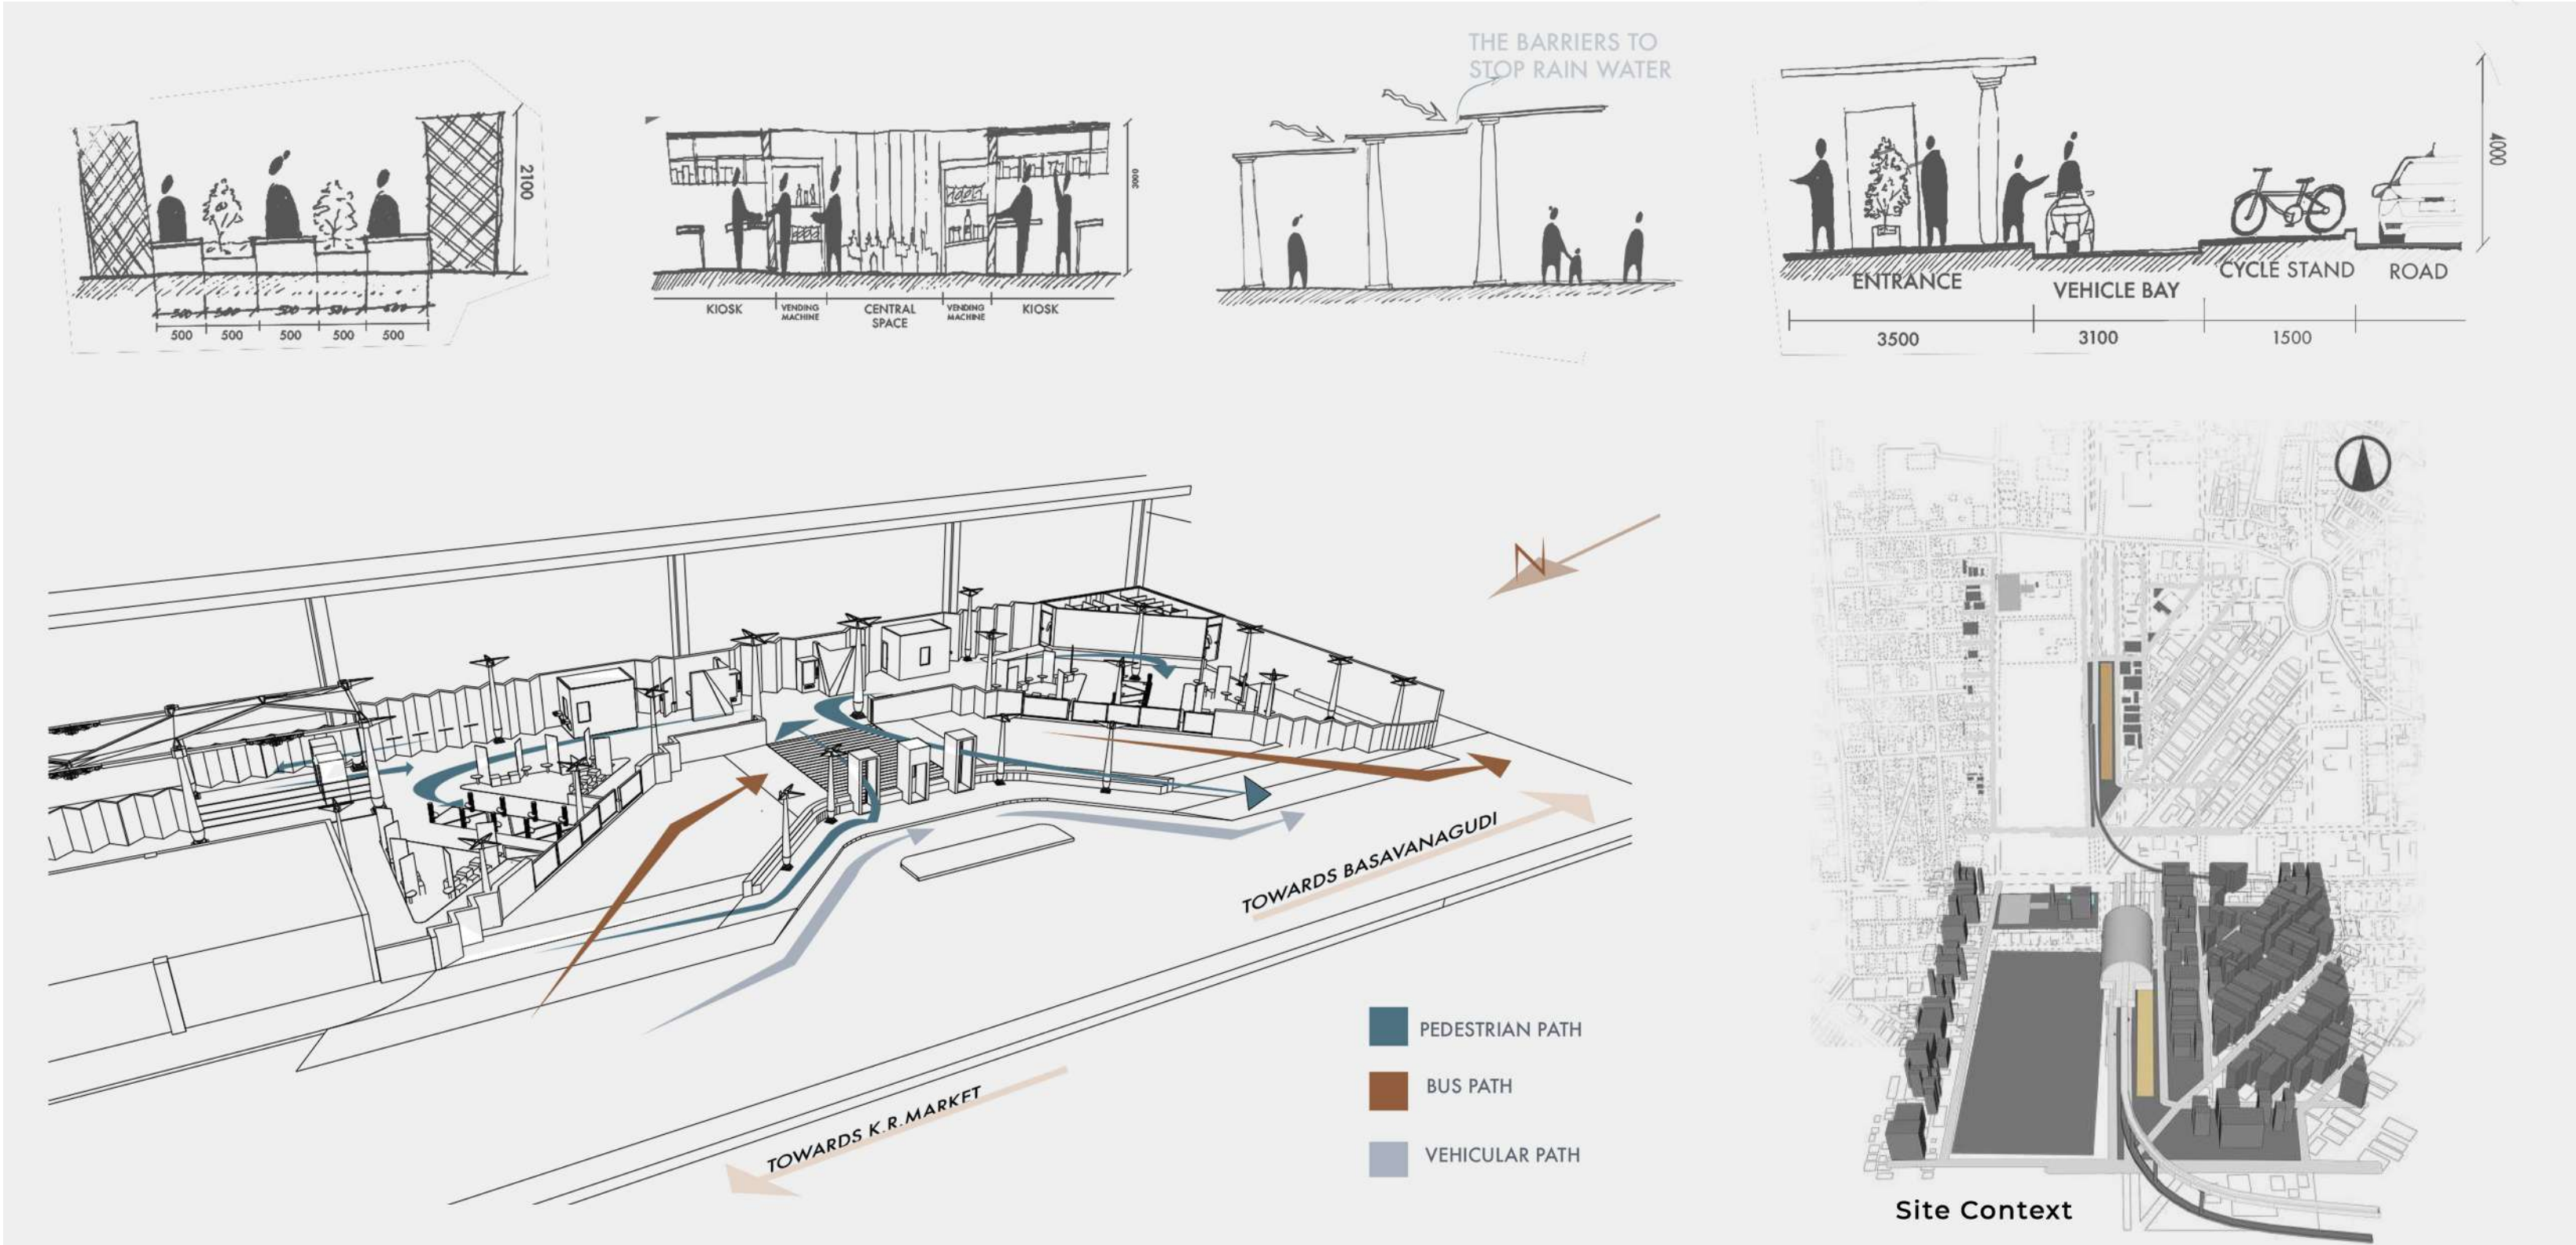 THE BARRIERS TO
STOP RAIN WATER
2100
500 500 500 500 500
3000
KIOSK VENDING MACHINE CENTRAL SPACE VENDING MACHINE KIOSK
4000
ENTRANCE VEHICLE BAY CYCLE STAND ROAD
3500 3100 1500
N
TOWARDS BASAVANAGUDI
TOWARDS K.R.MARKET
PEDESTRIAN PATH
BUS PATH
VEHICULAR PATH
Site Context